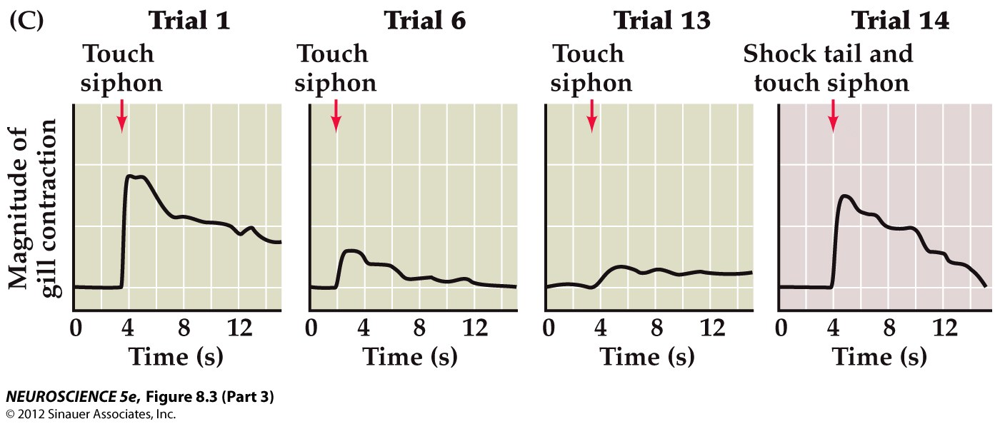 (C)
Trial 1
Trial 6
Trial 13
Trial 14
Touch
siphon
Touch
siphon
Touch
siphon
Shock tail and
touch siphon
Magnitude of
gill contraction
0 4 8 12
Time (s)
0 4 8 12
Time (s)
0 4 8 12
Time (s)
0 4 8 12
Time (s)
NEUROSCIENCE 5e, Figure 8.3 (Part 3)
© 2012 Sinauer Associates, Inc.